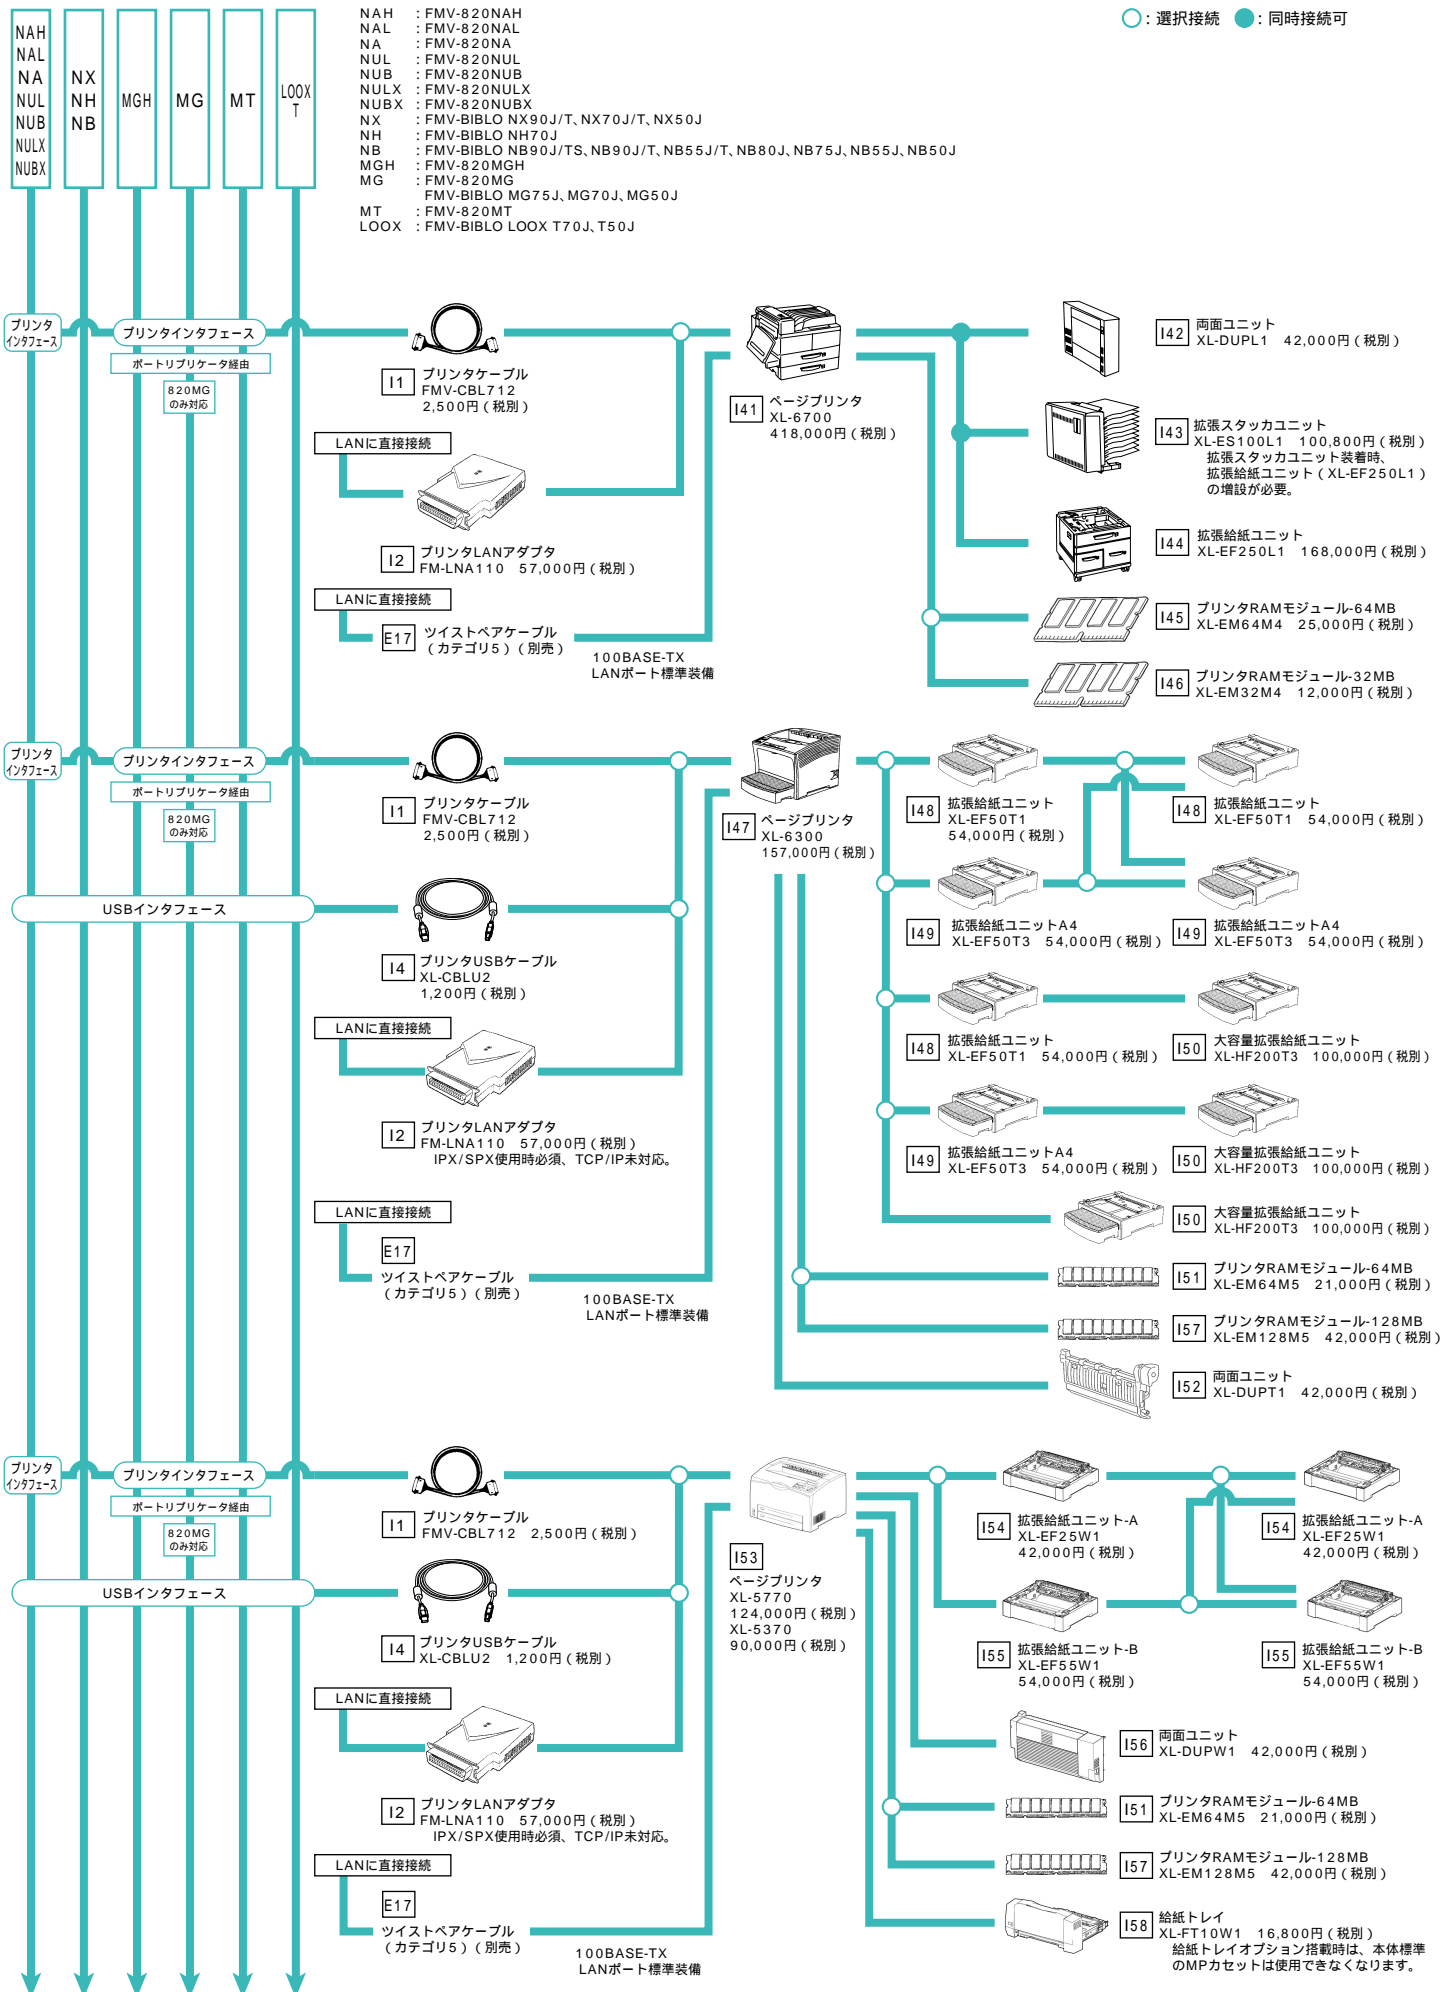 ○：選択接続　●：同時接続可
NAH
NAL
NA
NUL
NUB
NULX
NUBX
NX
NH
NB
MGH
MG
MT
LOOX
T
NAH : FMV-820NAH
NAL : FMV-820NAL
NA : FMV-820NA
NUL : FMV-820NUL
NUB : FMV-820NUB
NULX : FMV-820NULX
NUBX : FMV-820NUBX
NX : FMV-BIBLO NX90J/T、NX70J/T、NX50J
NH : FMV-BIBLO NH70J
NB : FMV-BIBLO NB90J/TS、NB90J/T、NB55J/T、NB80J、NB75J、NB55J、NB50J
MGH : FMV-820MGH
MG : FMV-820MG
FMV-BIBLO MG75J、MG70J、MG50J
MT : FMV-820MT
LOOX : FMV-BIBLO LOOX T70J、T50J
プリンタ
インタフェース
プリンタインタフェース
ポートリプリケータ経由
820MG
のみ対応
I1 プリンタケーブル
FMV-CBL712
2,500円（税別）
LANに直接接続
I2 プリンタLANアダプタ
FM-LNA110　57,000円（税別）
LANに直接接続
E17 ツイストペアケーブル
（カテゴリ5）（別売）
100BASE-TX
LANポート標準装備
I41 ページプリンタ
XL-6700
418,000円（税別）
I42 両面ユニット
XL-DUPL1　42,000円（税別）
I43 拡張スタッカユニット
XL-ES100L1　100,800円（税別）
拡張スタッカユニット装着時、
拡張給紙ユニット（XL-EF250L1）
の増設が必要。
I44 拡張給紙ユニット
XL-EF250L1　168,000円（税別）
I45 プリンタRAMモジュール-64MB
XL-EM64M4　25,000円（税別）
I46 プリンタRAMモジュール-32MB
XL-EM32M4　12,000円（税別）
プリンタ
インタフェース
プリンタインタフェース
ポートリプリケータ経由
820MG
のみ対応
I1 プリンタケーブル
FMV-CBL712
2,500円（税別）
USBインタフェース
I4 プリンタUSBケーブル
XL-CBLU2
1,200円（税別）
LANに直接接続
I2 プリンタLANアダプタ
FM-LNA110　57,000円（税別）
IPX/SPX使用時必須、TCP/IP未対応。
LANに直接接続
E17
ツイストペアケーブル
（カテゴリ5）（別売）
100BASE-TX
LANポート標準装備
I47 ページプリンタ
XL-6300
157,000円（税別）
I48 拡張給紙ユニット
XL-EF50T1
54,000円（税別）
I48 拡張給紙ユニット
XL-EF50T1　54,000円（税別）
I49 拡張給紙ユニットA4
XL-EF50T3　54,000円（税別）
I49 拡張給紙ユニットA4
XL-EF50T3　54,000円（税別）
I48 拡張給紙ユニット
XL-EF50T1　54,000円（税別）
I50 大容量拡張給紙ユニット
XL-HF200T3　100,000円（税別）
I49 拡張給紙ユニットA4
XL-EF50T3　54,000円（税別）
I50 大容量拡張給紙ユニット
XL-HF200T3　100,000円（税別）
I50 大容量拡張給紙ユニット
XL-HF200T3　100,000円（税別）
I51 プリンタRAMモジュール-64MB
XL-EM64M5　21,000円（税別）
I57 プリンタRAMモジュール-128MB
XL-EM128M5　42,000円（税別）
I52 両面ユニット
XL-DUPT1　42,000円（税別）
プリンタ
インタフェース
プリンタインタフェース
ポートリプリケータ経由
820MG
のみ対応
I1 プリンタケーブル
FMV-CBL712　2,500円（税別）
USBインタフェース
I4 プリンタUSBケーブル
XL-CBLU2　1,200円（税別）
LANに直接接続
I2 プリンタLANアダプタ
FM-LNA110　57,000円（税別）
IPX/SPX使用時必須、TCP/IP未対応。
LANに直接接続
E17
ツイストペアケーブル
（カテゴリ5）（別売）
100BASE-TX
LANポート標準装備
I53
ページプリンタ
XL-5770
124,000円（税別）
XL-5370
90,000円（税別）
I54 拡張給紙ユニット-A
XL-EF25W1
42,000円（税別）
I54 拡張給紙ユニット-A
XL-EF25W1
42,000円（税別）
I55 拡張給紙ユニット-B
XL-EF55W1
54,000円（税別）
I55 拡張給紙ユニット-B
XL-EF55W1
54,000円（税別）
I56 両面ユニット
XL-DUPW1　42,000円（税別）
I51 プリンタRAMモジュール-64MB
XL-EM64M5　21,000円（税別）
I57 プリンタRAMモジュール-128MB
XL-EM128M5　42,000円（税別）
I58 給紙トレイ
XL-FT10W1　16,800円（税別）
給紙トレイオプション搭載時は、本体標準
のMPカセットは使用できなくなります。